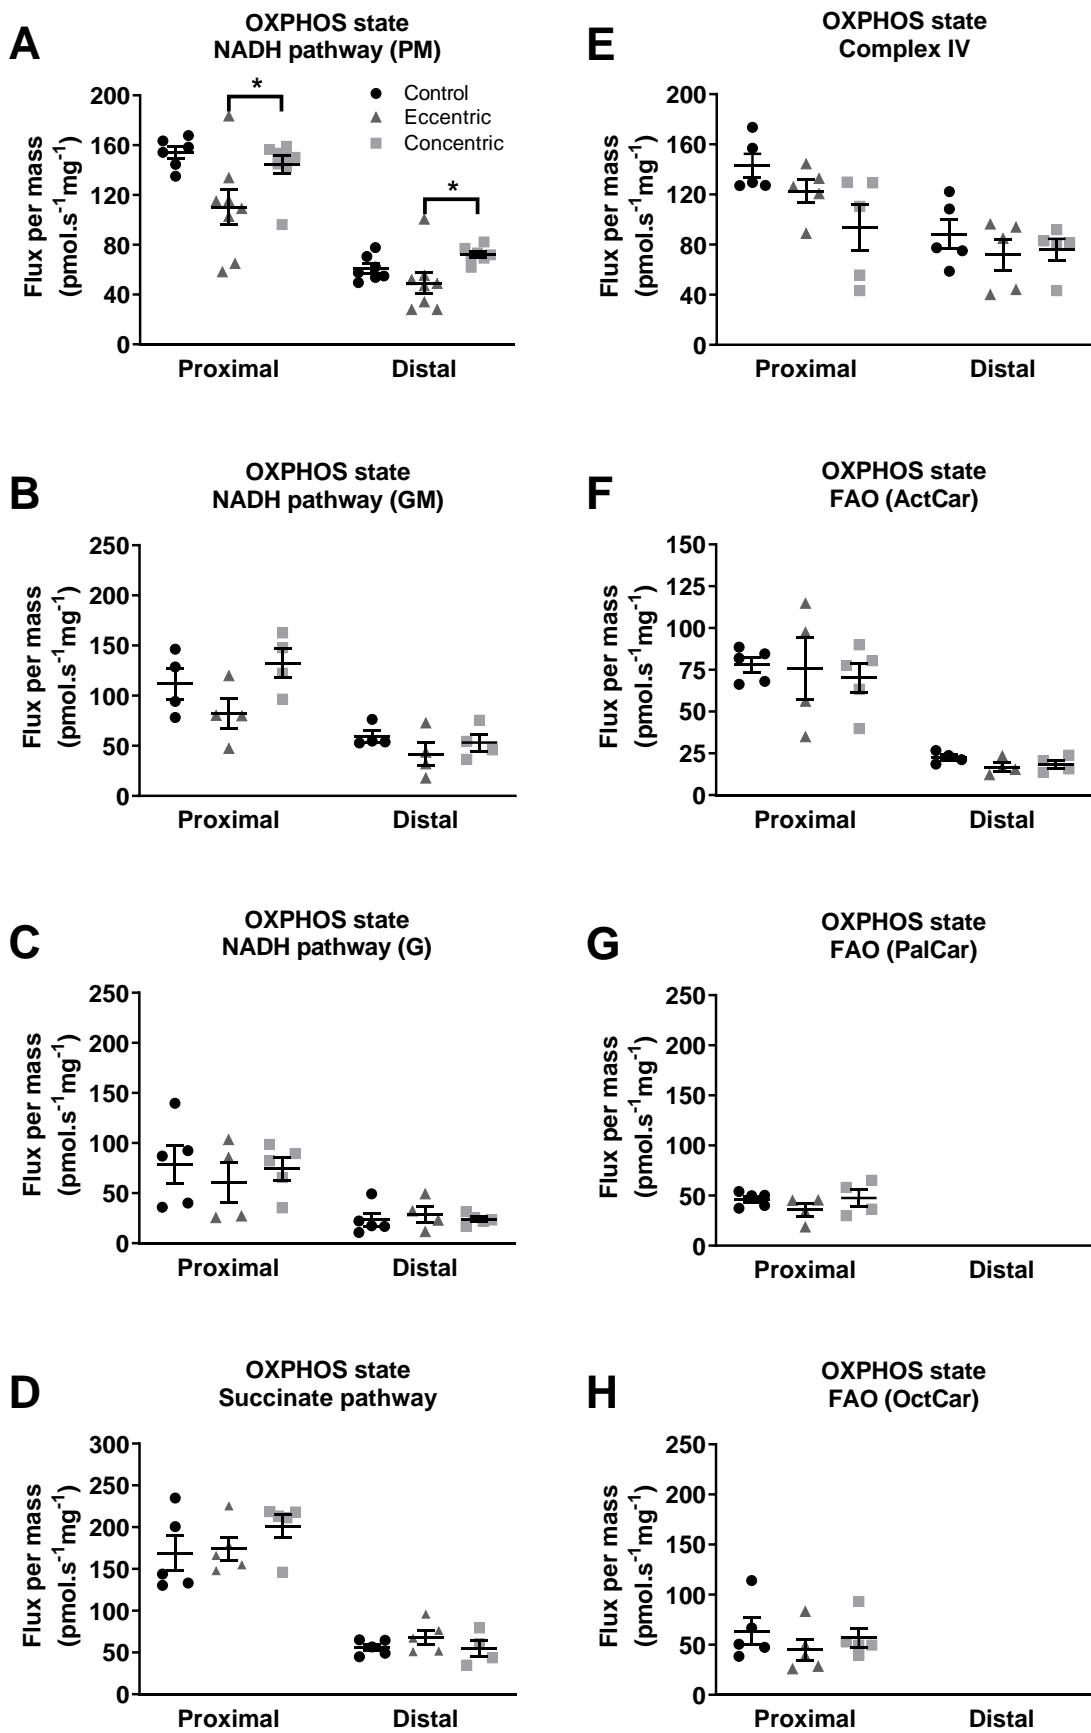 A
OXPHOS state
NADH pathway (PM)
Flux per mass
(pmol.s-1mg-1)
200
160
120
80
40
0
*
*
Control
Eccentric
Concentric
Proximal
Distal
B
OXPHOS state
NADH pathway (GM)
Flux per mass
(pmol.s-1mg-1)
250
200
150
100
50
0
Proximal
Distal
C
OXPHOS state
NADH pathway (G)
Flux per mass
(pmol.s-1mg-1)
250
200
150
100
50
0
Proximal
Distal
D
OXPHOS state
Succinate pathway
Flux per mass
(pmol.s-1mg-1)
300
250
200
150
100
50
0
Proximal
Distal
E
OXPHOS state
Complex IV
Flux per mass
(pmol.s-1mg-1)
200
160
120
80
40
0
Proximal
Distal
F
OXPHOS state
FAO (ActCar)
Flux per mass
(pmol.s-1mg-1)
150
125
100
75
50
25
0
Proximal
Distal
G
OXPHOS state
FAO (PalCar)
Flux per mass
(pmol.s-1mg-1)
250
200
150
100
50
0
Proximal
Distal
H
OXPHOS state
FAO (OctCar)
Flux per mass
(pmol.s-1mg-1)
250
200
150
100
50
0
Proximal
Distal